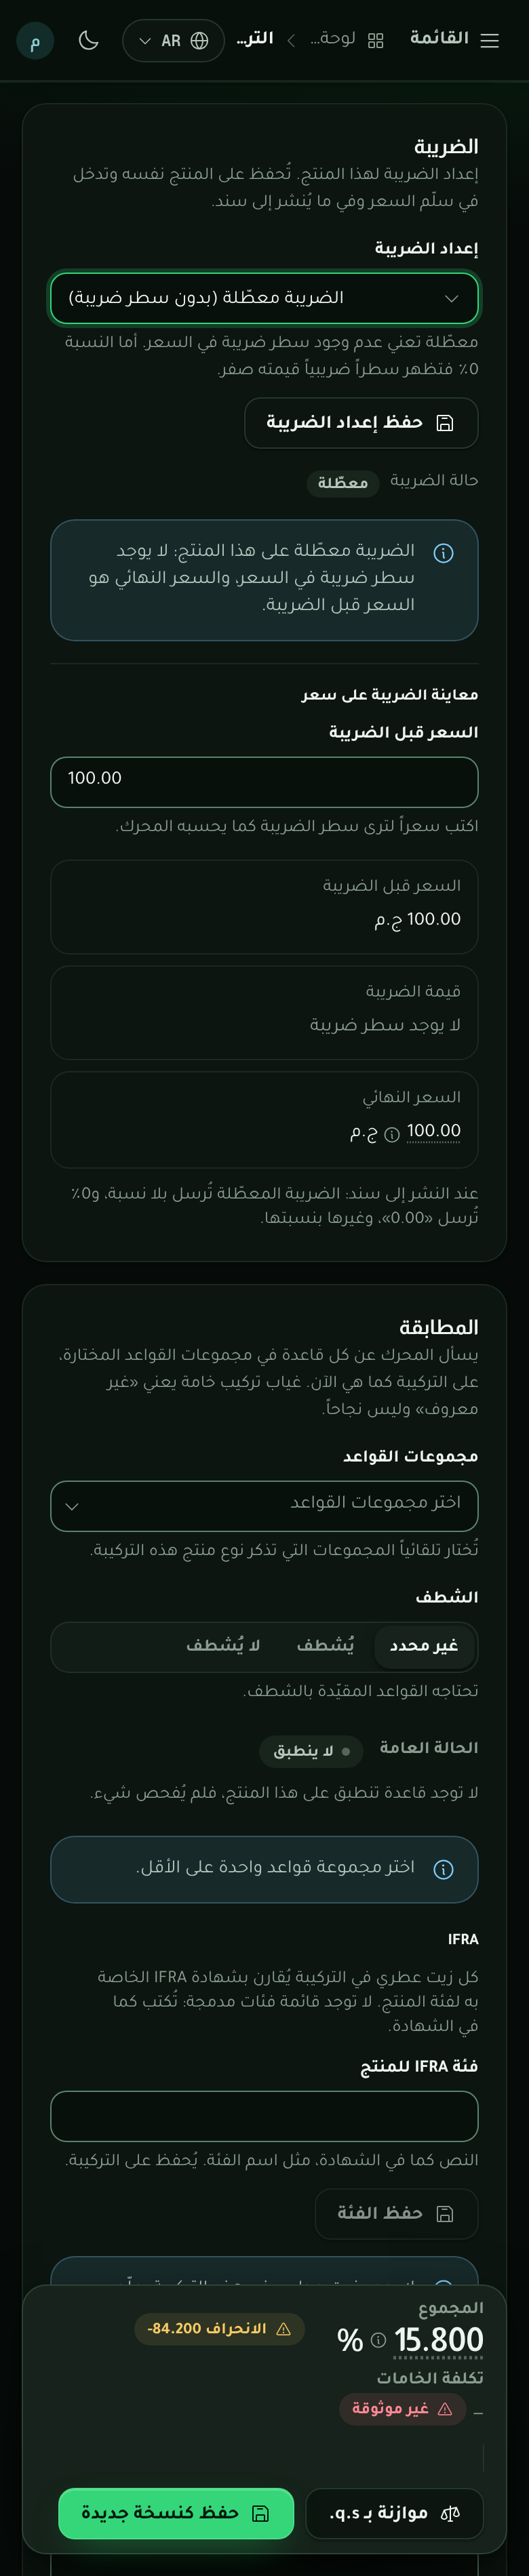 القائمة
لوحة...
التر...
AR
م
الضريبة
إعداد الضريبة لهذا المنتج. تُحفظ على المنتج نفسه وتدخل
في سلّم السعر وفي ما يُنشر إلى سند.
إعداد الضريبة
الضريبة معطّلة (بدون سطر ضريبة)
معطّلة تعني عدم وجود سطر ضريبة في السعر. أما النسبة
0٪ فتظهر سطراً ضريبياً قيمته صفر.
حفظ إعداد الضريبة
حالة الضريبة معطّلة
الضريبة معطّلة على هذا المنتج: لا يوجد
سطر ضريبة في السعر، والسعر النهائي هو
السعر قبل الضريبة.
معاينة الضريبة على سعر
السعر قبل الضريبة
100.00
اكتب سعراً لترى سطر الضريبة كما يحسبه المحرك.
السعر قبل الضريبة
100.00 ج.م
قيمة الضريبة
لا يوجد سطر ضريبة
السعر النهائي
100.00 ج.م
عند النشر إلى سند: الضريبة المعطّلة تُرسل بلا نسبة، و0٪
تُرسل «0.00»، وغيرها بنسبتها.
المطابقة
يسأل المحرك عن كل قاعدة في مجموعات القواعد المختارة،
على التركيبة كما هي الآن. غياب تركيب خامة يعني «غير
معروف» وليس نجاحاً.
مجموعات القواعد
اختر مجموعات القواعد
تُختار تلقائياً المجموعات التي تذكر نوع منتج هذه التركيبة.
الشطف
غير محدد يُشطف لا يُشطف
تحتاجه القواعد المقيّدة بالشطف.
الحالة العامة لا ينطبق
لا توجد قاعدة تنطبق على هذا المنتج، فلم يُفحص شيء.
اختر مجموعة قواعد واحدة على الأقل.
IFRA
كل زيت عطري في التركيبة يُقارن بشهادة IFRA الخاصة
به لفئة المنتج. لا توجد قائمة فئات مدمجة: تُكتب كما
في الشهادة.
فئة IFRA للمنتج
النص كما في الشهادة، مثل اسم الفئة. يُحفظ على التركيبة.
حفظ الفئة
المجموع
15.800 %
الانحراف 84.200-
تكلفة الخامات
— غير موثوقة
موازنة بـ q.s.
حفظ كنسخة جديدة